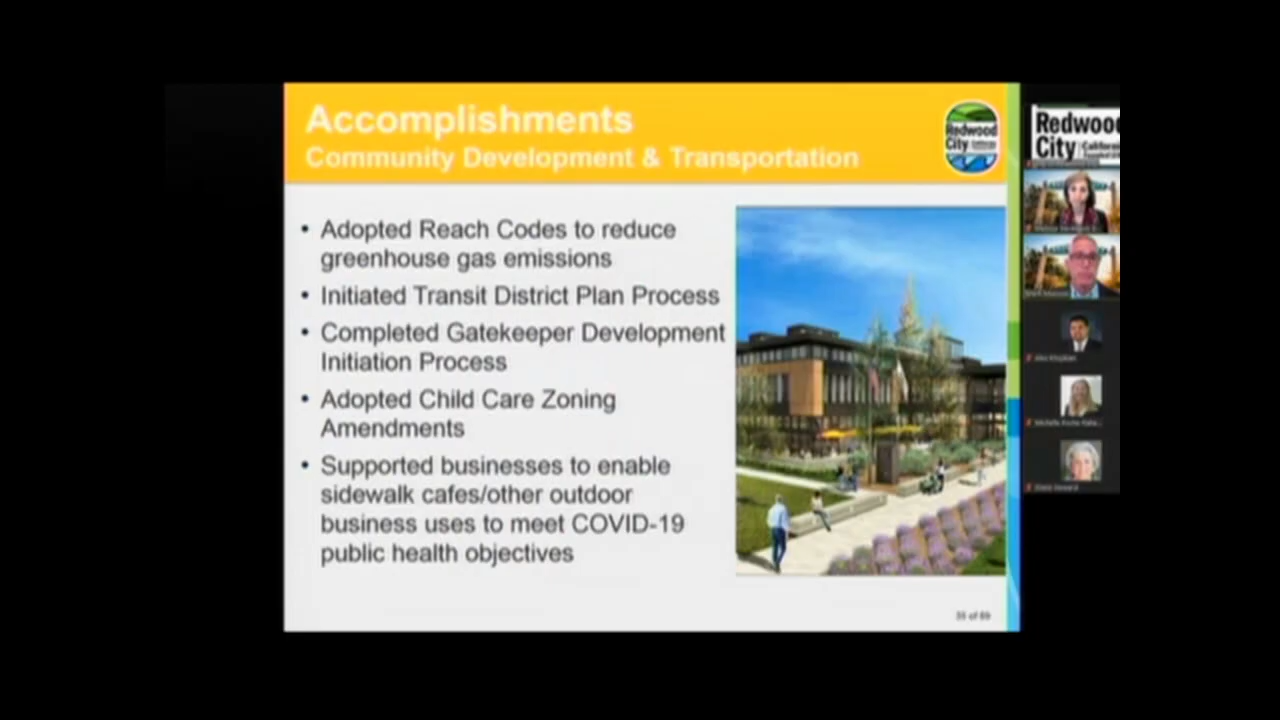 Accomplishments
Community Development & Transportation
Redwood
City
• Adopted Reach Codes to reduce
greenhouse gas emissions
• Initiated Transit District Plan Process
• Completed Gatekeeper Development
Initiation Process
• Adopted Child Care Zoning
Amendments
• Supported businesses to enable
sidewalk cafes/other outdoor
business uses to meet COVID-19
public health objectives
Redwood
City